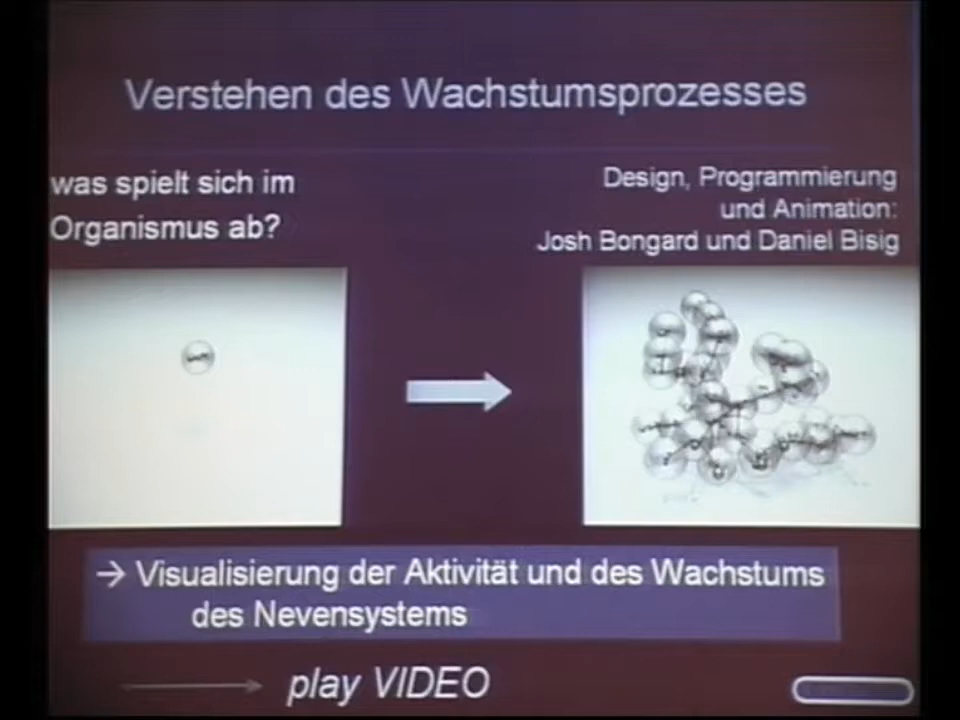 Verstehen des Wachstumsprozesses
was spielt sich im
Organismus ab?
Design, Programmierung
und Animation:
Josh Bongard und Daniel Bisig
→ Visualisierung der Aktivität und des Wachstums
des Nevensystems
play VIDEO